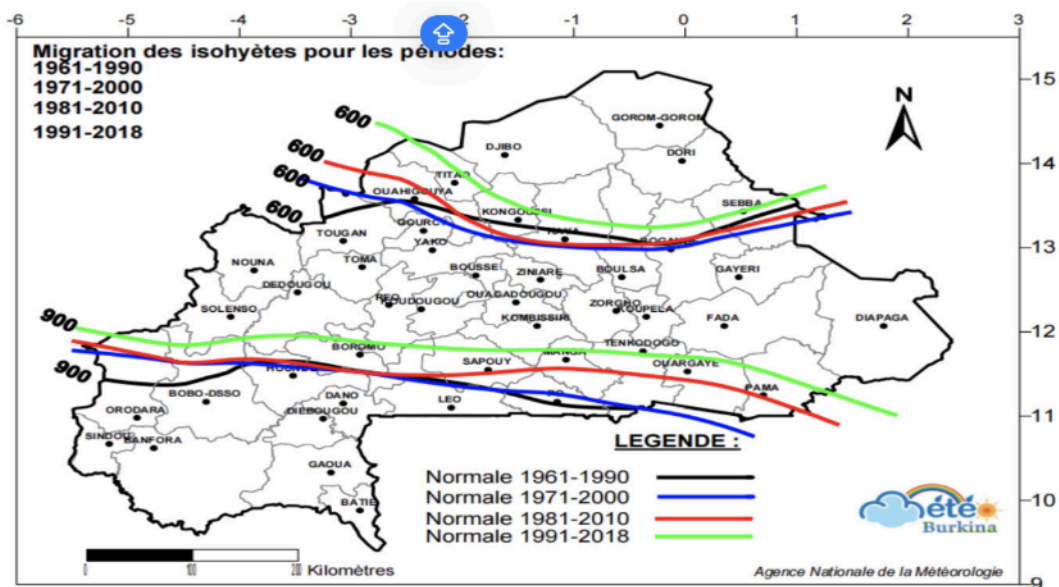 -6 -5 -4 -3 -2 -1 0 1 2 3
Migration des isohyètes pour les périodes:
1961-1990
1971-2000
1981-2010
1991-2018
N
-15
600
GOROM-GOROM
DJIBO
DORI
600
-14
TITAO
600
OUAHIGOUYA
SEBBA
600
KONGOUSSI
GOURCY
KAYA
TOUGAN
YAKO
-13
NOUNA
TOMA
BOUSSE
ZINIARE
BOULSA
GAYERI
DEDOUGOU
OUAGADOUGOU
SOLENSO
KOUDOUGOU
ZORGHO
KOUPELA
900
KOMBISSIRI
FADA
DIAPAGA
-12
TENKODOGO
BOROMO
MANGA
900
SAPOUY
OUARGAYE
BOBO-DSSO
DANO
LEO
PAMA
ORODARA
DIEBOUGOU
-11
SINDOU
BANFORA
LEGENDE :
GAOUA
Normale 1961-1990
BATIE
Normale 1971-2000
-10
Normale 1981-2010
Normale 1991-2018
Météo
Burkina
0 100 200
Kilomètres
Agence Nationale de la Météorologie
-9